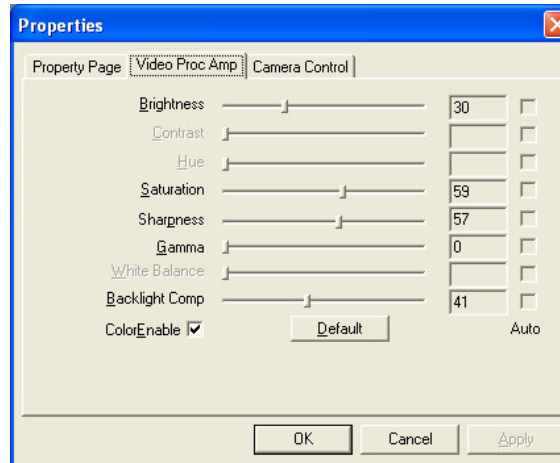 Properties
Property Page Video Proc Amp Camera Control
Brightness 30
Contrast
Hue
Saturation 59
Sharpness 57
Gamma 0
White Balance
Backlight Comp 41
ColorEnable Default Auto
OK Cancel Apply